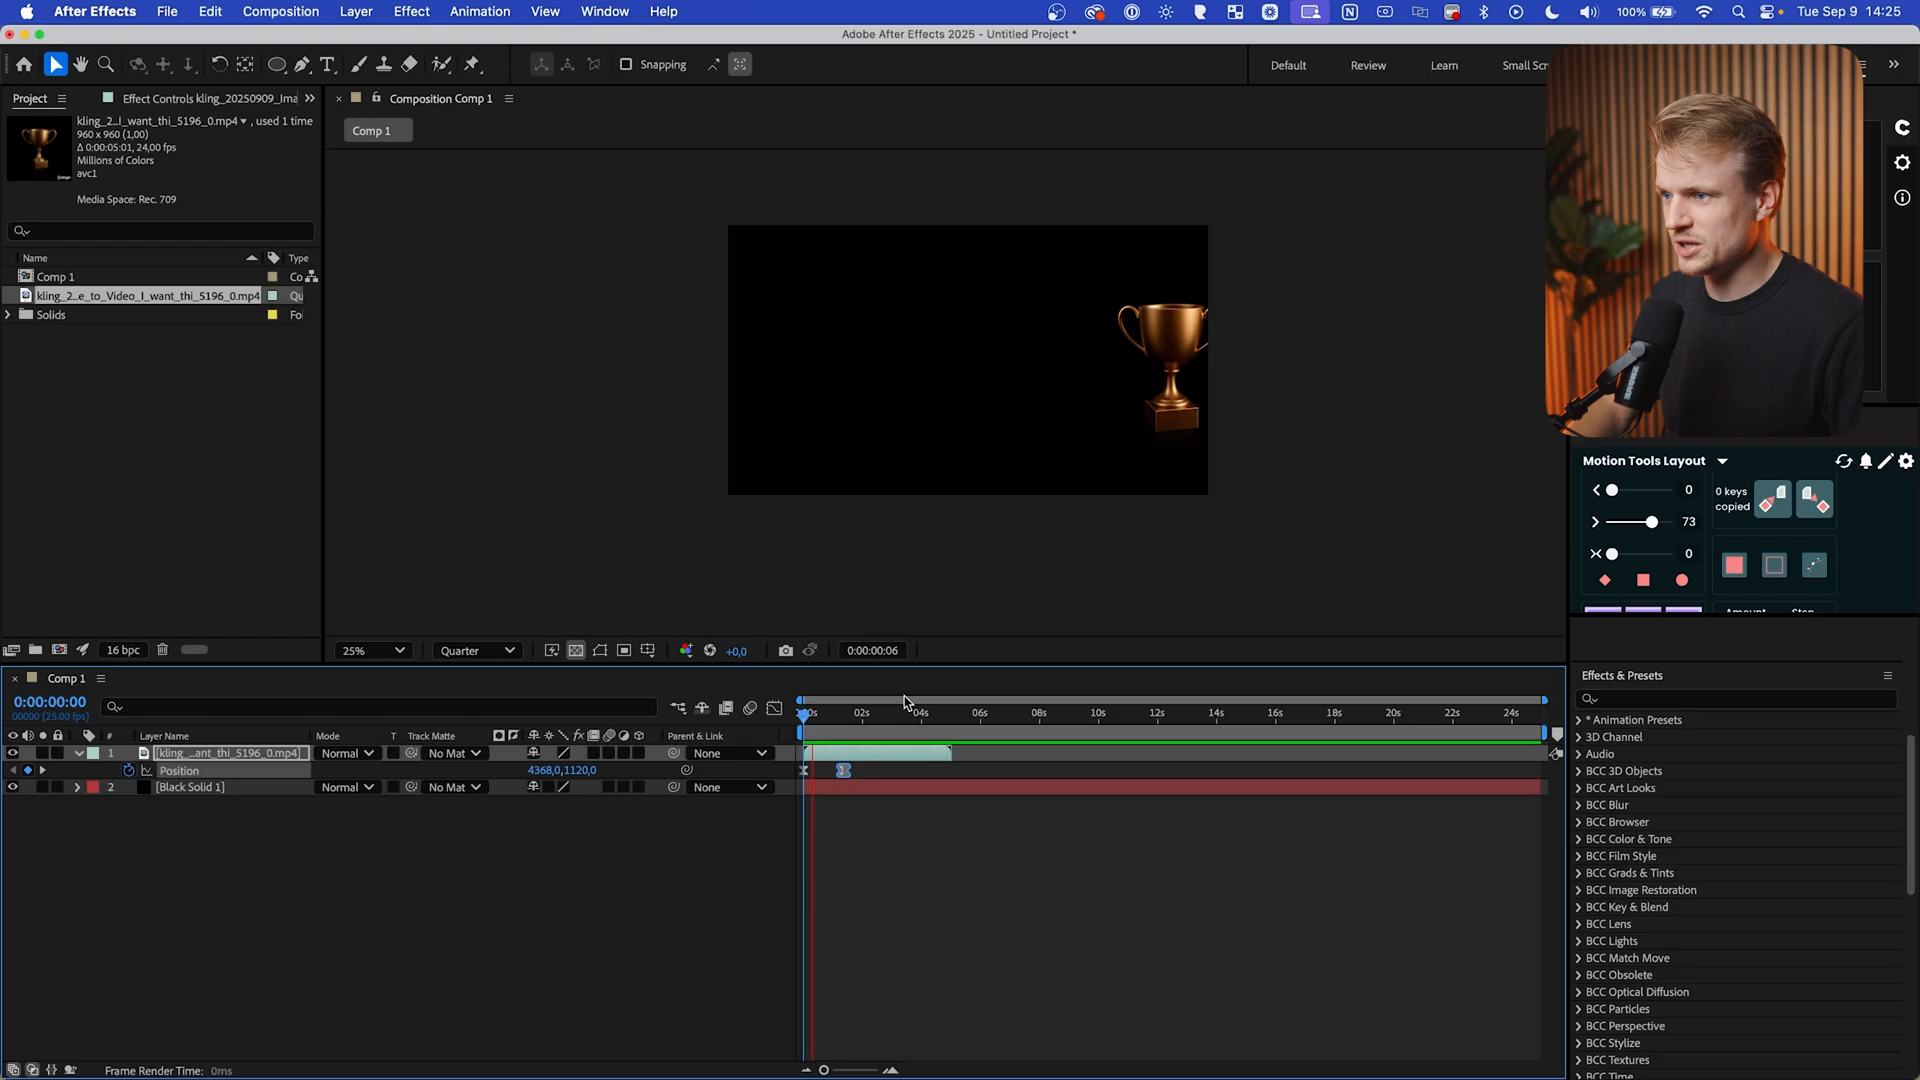 After Effects File Edit Composition Layer Effect Animation View Window Help 100% Tue Sep 9 14:25
Adobe After Effects 2025 - Untitled Project *
Snapping Default Review Learn Small Scr
Project Effect Controls kling_20250909_Ima
Composition Comp 1
Comp 1
kling_2...I_want_thi_5196_0.mp4 , used 1 time
960 x 960 (1,00)
Δ 0:00:05:01, 24,00 fps
Millions of Colors
avc1
Media Space: Rec. 709
Name Type
Comp 1 Co
kling_2...e_to_Video_I_want_thi_5196_0.mp4 Qu
Solids Fo
Motion Tools Layout
0
0 keys
copied
73
0
Amount Step
16 bpc
25% Quarter +0,0 0:00:00:06
Comp 1
0:00:00:00
00000 (25.00 fps)
02s 04s 06s 08s 10s 12s 14s 16s 18s 20s 22s 24s
# Layer Name Mode T Track Matte Parent & Link
1 [kling_...ant_thi_5196_0.mp4] Normal No Mat None
Position 4368,0,1120,0
2 [Black Solid 1] Normal No Mat None
Frame Render Time: 0ms
Effects & Presets
* Animation Presets
3D Channel
Audio
BCC 3D Objects
BCC Art Looks
BCC Blur
BCC Browser
BCC Color & Tone
BCC Film Style
BCC Grads & Tints
BCC Image Restoration
BCC Key & Blend
BCC Lens
BCC Lights
BCC Match Move
BCC Obsolete
BCC Optical Diffusion
BCC Particles
BCC Perspective
BCC Stylize
BCC Textures
BCC Time